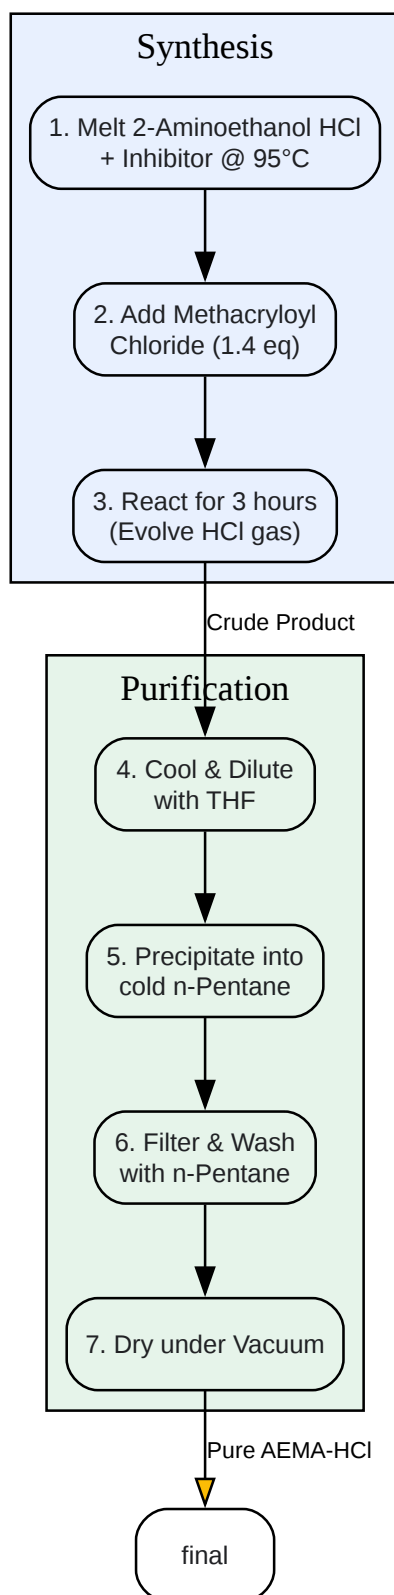 Synthesis
1. Melt 2-Aminoethanol HCl
+ Inhibitor @ 95°C
2. Add Methacryloyl
Chloride (1.4 eq)
3. React for 3 hours
(Evolve HCl gas)
Crude Product
Purification
4. Cool & Dilute
with THF
5. Precipitate into
cold n-Pentane
6. Filter & Wash
with n-Pentane
7. Dry under Vacuum
Pure AEMA-HCl
final